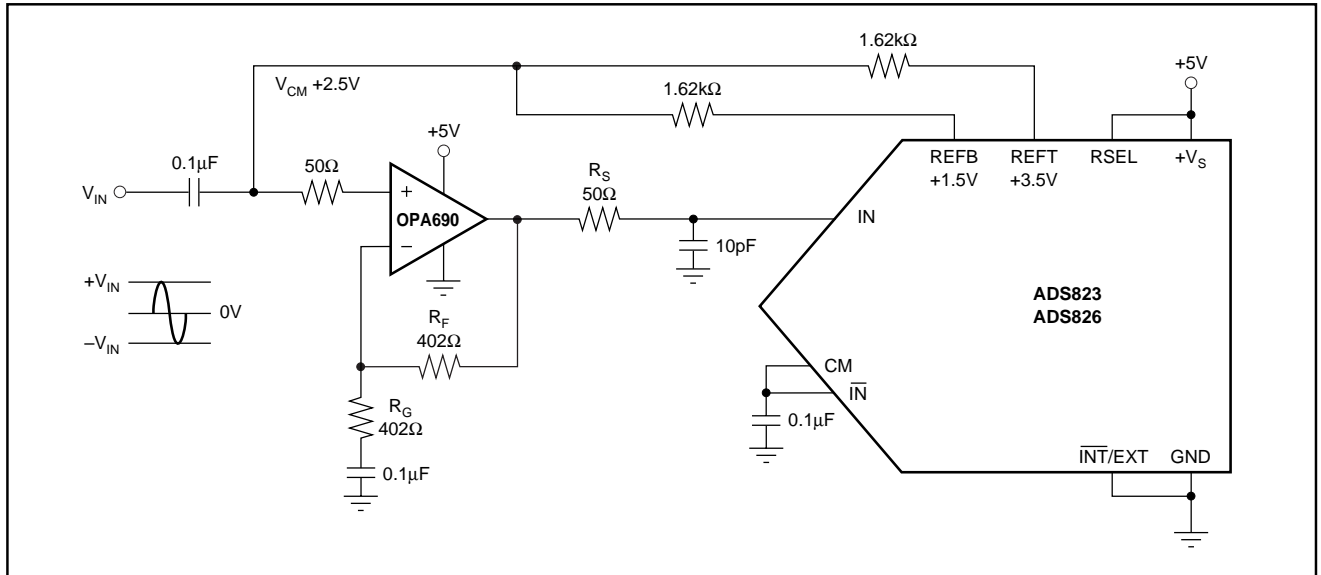 1.62kΩ
+5V
V_CM +2.5V
1.62kΩ
+5V
REFB
+1.5V
REFT
+3.5V
RSEL
+V_S
0.1µF
50Ω
R_S
50Ω
V_IN
+
OPA690
–
IN
10pF
+V_IN
0V
–V_IN
ADS823
ADS826
R_F
402Ω
CM
I̅N̅
R_G
402Ω
0.1µF
0.1µF
I̅N̅T̅/EXT
GND